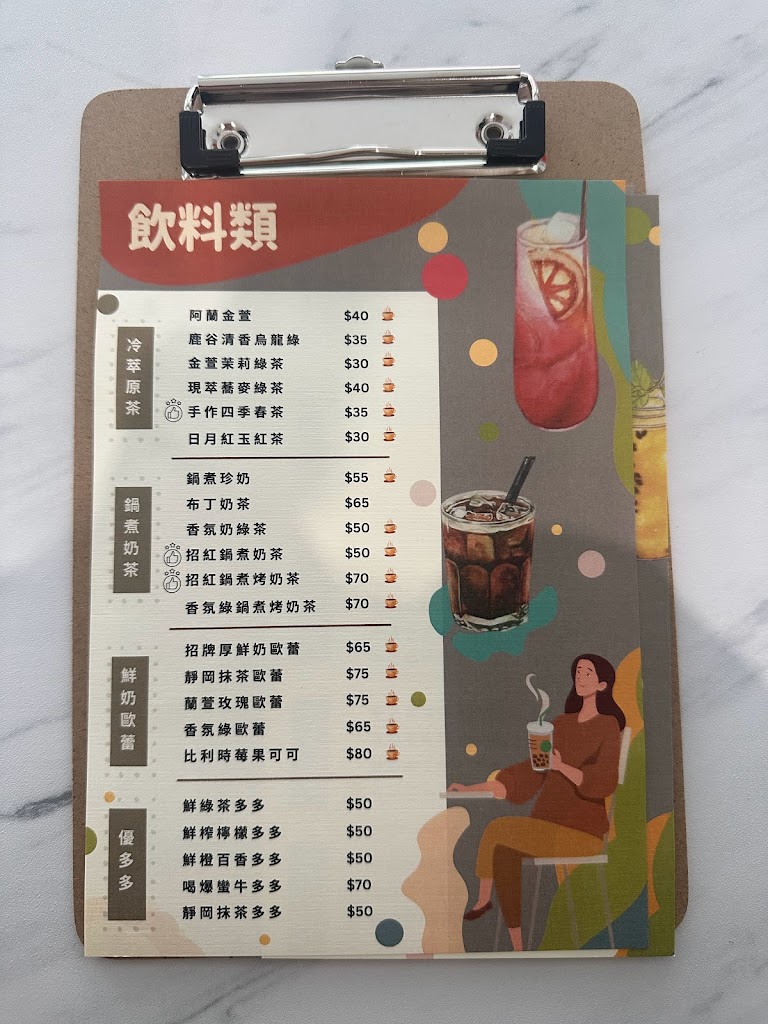 飲料類
冷萃原茶
阿蘭金萱 $40
鹿谷清香烏龍綠 $35
金萱茉莉綠茶 $30
現萃蕎麥綠茶 $40
手作四季春茶 $35
日月紅玉紅茶 $30
鍋煮奶茶
鍋煮珍奶 $55
布丁奶茶 $65
香氛奶綠茶 $50
招紅鍋煮奶茶 $50
招紅鍋煮烤奶茶 $70
香氛綠鍋煮烤奶茶 $70
鮮奶歐蕾
招牌厚鮮奶歐蕾 $65
靜岡抹茶歐蕾 $75
蘭萱玫瑰歐蕾 $75
香氛綠歐蕾 $65
比利時莓果可可 $80
優多多
鮮綠茶多多 $50
鮮榨檸檬多多 $50
鮮橙百香多多 $50
喝爆蠻牛多多 $70
靜岡抹茶多多 $50